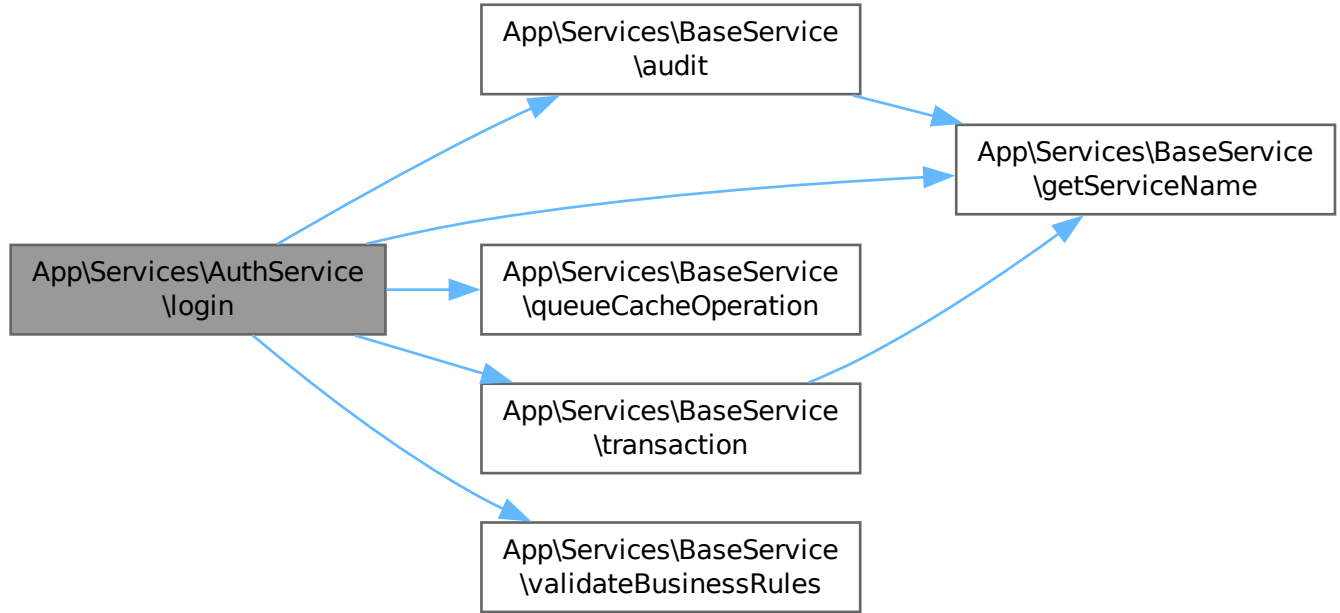 App\Services\BaseService
\audit
App\Services\BaseService
\getServiceName
App\Services\AuthService
\login
App\Services\BaseService
\queueCacheOperation
App\Services\BaseService
\transaction
App\Services\BaseService
\validateBusinessRules